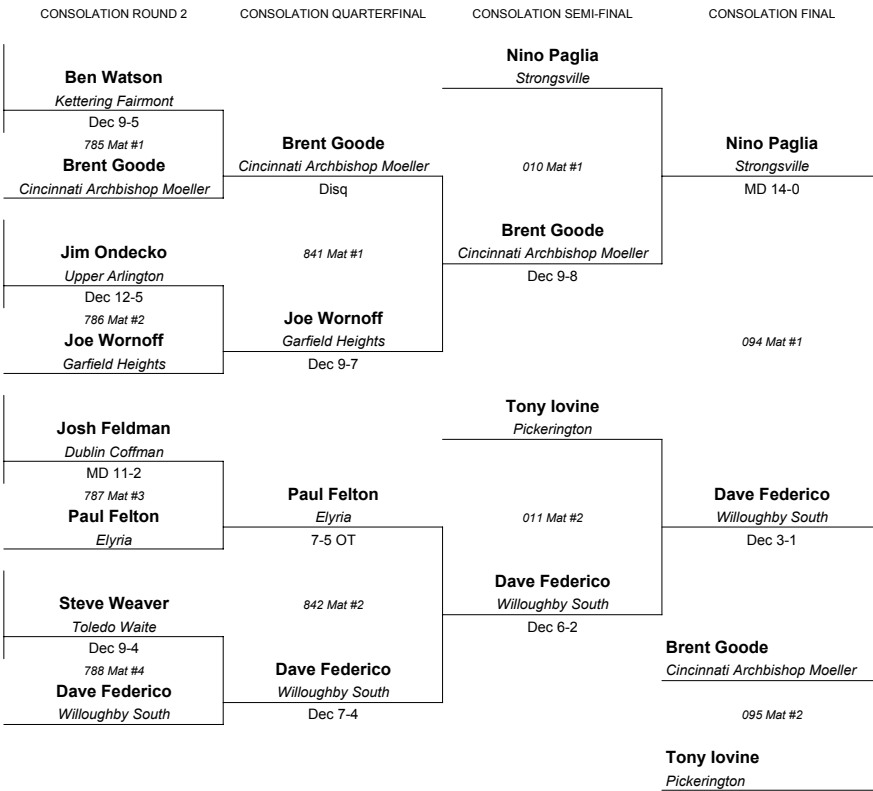 CONSOLATION ROUND 2
CONSOLATION QUARTERFINAL
CONSOLATION SEMI-FINAL
CONSOLATION FINAL
Ben Watson
Kettering Fairmont
Dec 9-5
785 Mat #1
Brent Goode
Cincinnati Archbishop Moeller
Jim Ondecko
Upper Arlington
Dec 12-5
786 Mat #2
Joe Wornoff
Garfield Heights
Josh Feldman
Dublin Coffman
MD 11-2
787 Mat #3
Paul Felton
Elyria
Steve Weaver
Toledo Waite
Dec 9-4
788 Mat #4
Dave Federico
Willoughby South
Brent Goode
Cincinnati Archbishop Moeller
Disq
841 Mat #1
Joe Wornoff
Garfield Heights
Dec 9-7
Paul Felton
Elyria
7-5 OT
842 Mat #2
Dave Federico
Willoughby South
Dec 7-4
Nino Paglia
Strongsville
010 Mat #1
Brent Goode
Cincinnati Archbishop Moeller
Dec 9-8
Tony Iovine
Pickerington
011 Mat #2
Dave Federico
Willoughby South
Dec 6-2
Nino Paglia
Strongsville
MD 14-0
094 Mat #1
Dave Federico
Willoughby South
Dec 3-1
Brent Goode
Cincinnati Archbishop Moeller
095 Mat #2
Tony Iovine
Pickerington